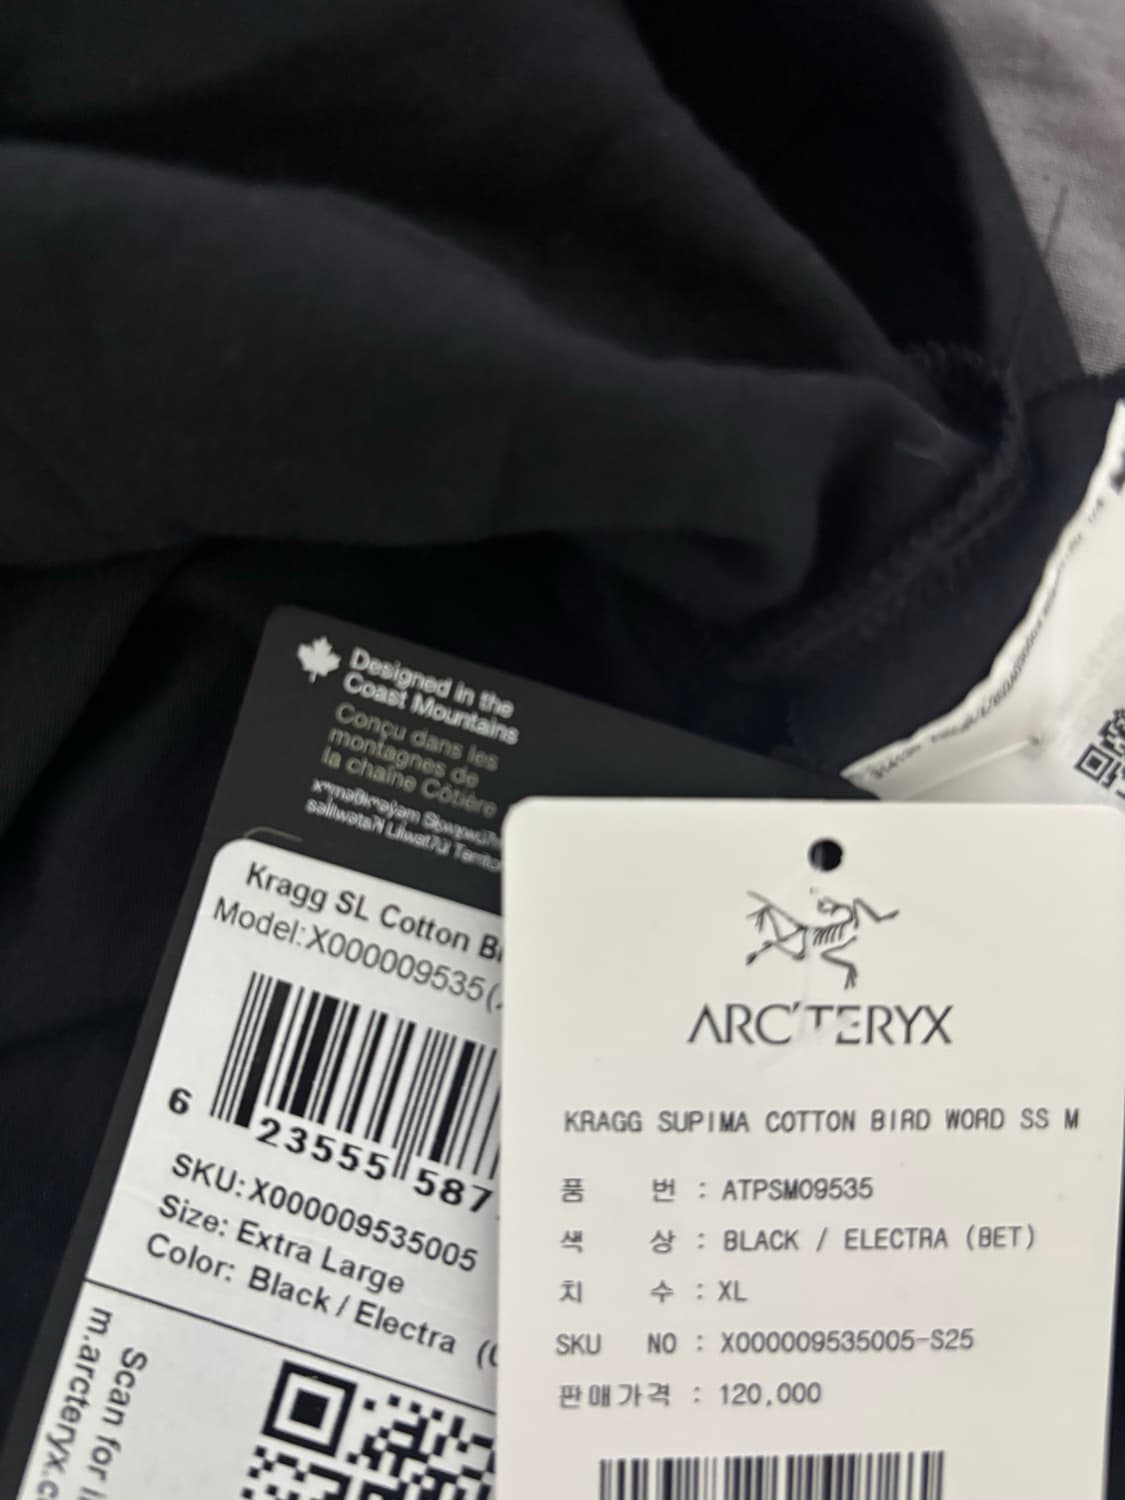 Designed in the
Coast Mountains
Conçu dans les
montagnes de
la chaîne Côtière
Kragg SL Cotton
Model:X000009535
6 23555 587
SKU: X000009535005
Size: Extra Large
Color: Black / Electra
Scan for
m.arcteryx.c
ARC'TERYX
KRAGG SUPIMA COTTON BIRD WORD SS M
품 번 : ATPSM09535
색 상 : BLACK / ELECTRA (BET)
치 수 : XL
SKU NO : X000009535005-S25
판매가격 : 120,000